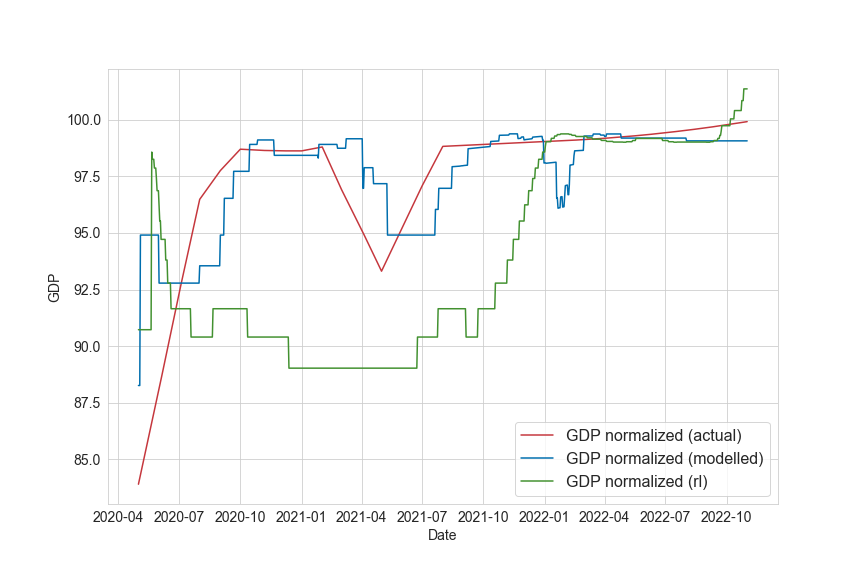 100.0
97.5
95.0
92.5
90.0
87.5
85.0
GDP
GDP normalized (actual)
GDP normalized (modelled)
GDP normalized (rl)
2020-04 2020-07 2020-10 2021-01 2021-04 2021-07 2021-10 2022-01 2022-04 2022-07 2022-10
Date